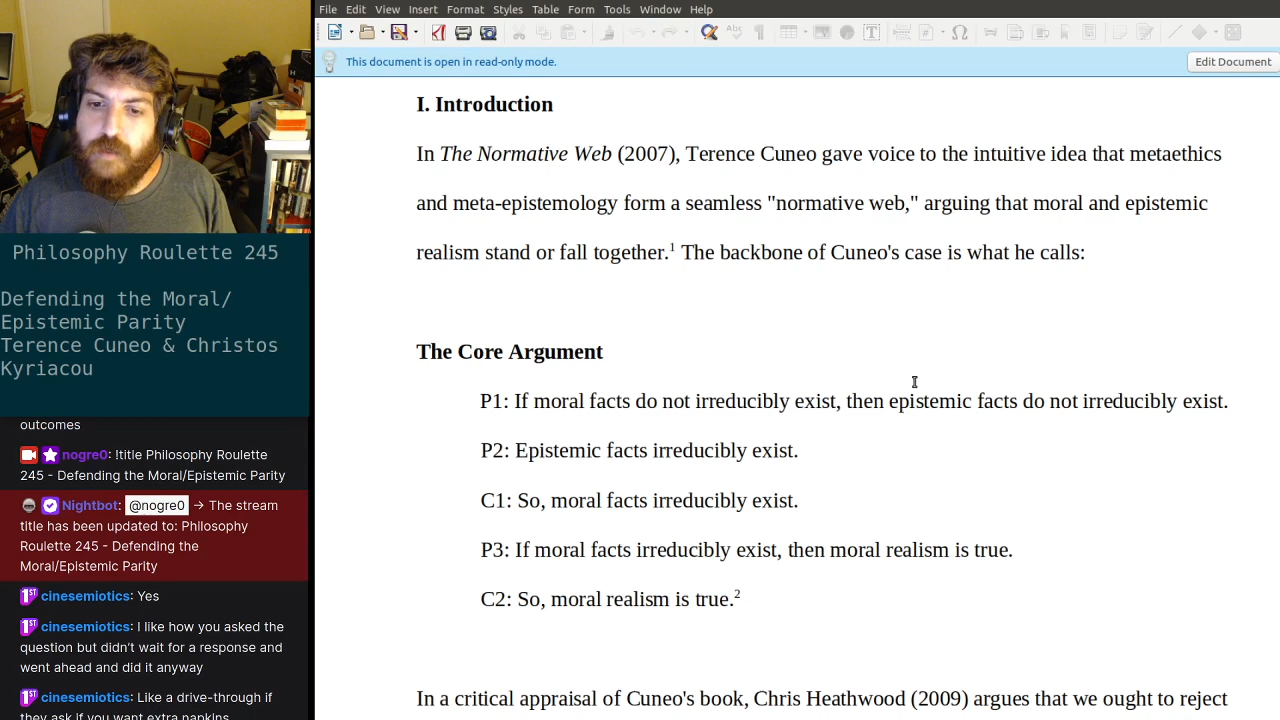 File Edit View Insert Format Styles Table Form Tools Window Help
This document is open in read-only mode.
Edit Document
I. Introduction
In The Normative Web (2007), Terence Cuneo gave voice to the intuitive idea that metaethics
and meta-epistemology form a seamless "normative web," arguing that moral and epistemic
realism stand or fall together.1 The backbone of Cuneo's case is what he calls:
The Core Argument
P1: If moral facts do not irreducibly exist, then epistemic facts do not irreducibly exist.
P2: Epistemic facts irreducibly exist.
C1: So, moral facts irreducibly exist.
P3: If moral facts irreducibly exist, then moral realism is true.
C2: So, moral realism is true.2
In a critical appraisal of Cuneo's book, Chris Heathwood (2009) argues that we ought to reject
Philosophy Roulette 245
Defending the Moral/
Epistemic Parity
Terence Cuneo & Christos
Kyriacou
outcomes
nogre0: !title Philosophy Roulette
245 - Defending the Moral/Epistemic Parity
Nightbot: @nogre0 → The stream
title has been updated to: Philosophy
Roulette 245 - Defending the
Moral/Epistemic Parity
1ST cinesemiotics: Yes
1ST cinesemiotics: I like how you asked the
question but didn't wait for a response and
went ahead and did it anyway
1ST cinesemiotics: Like a drive-through if
they ask if you want extra napkins